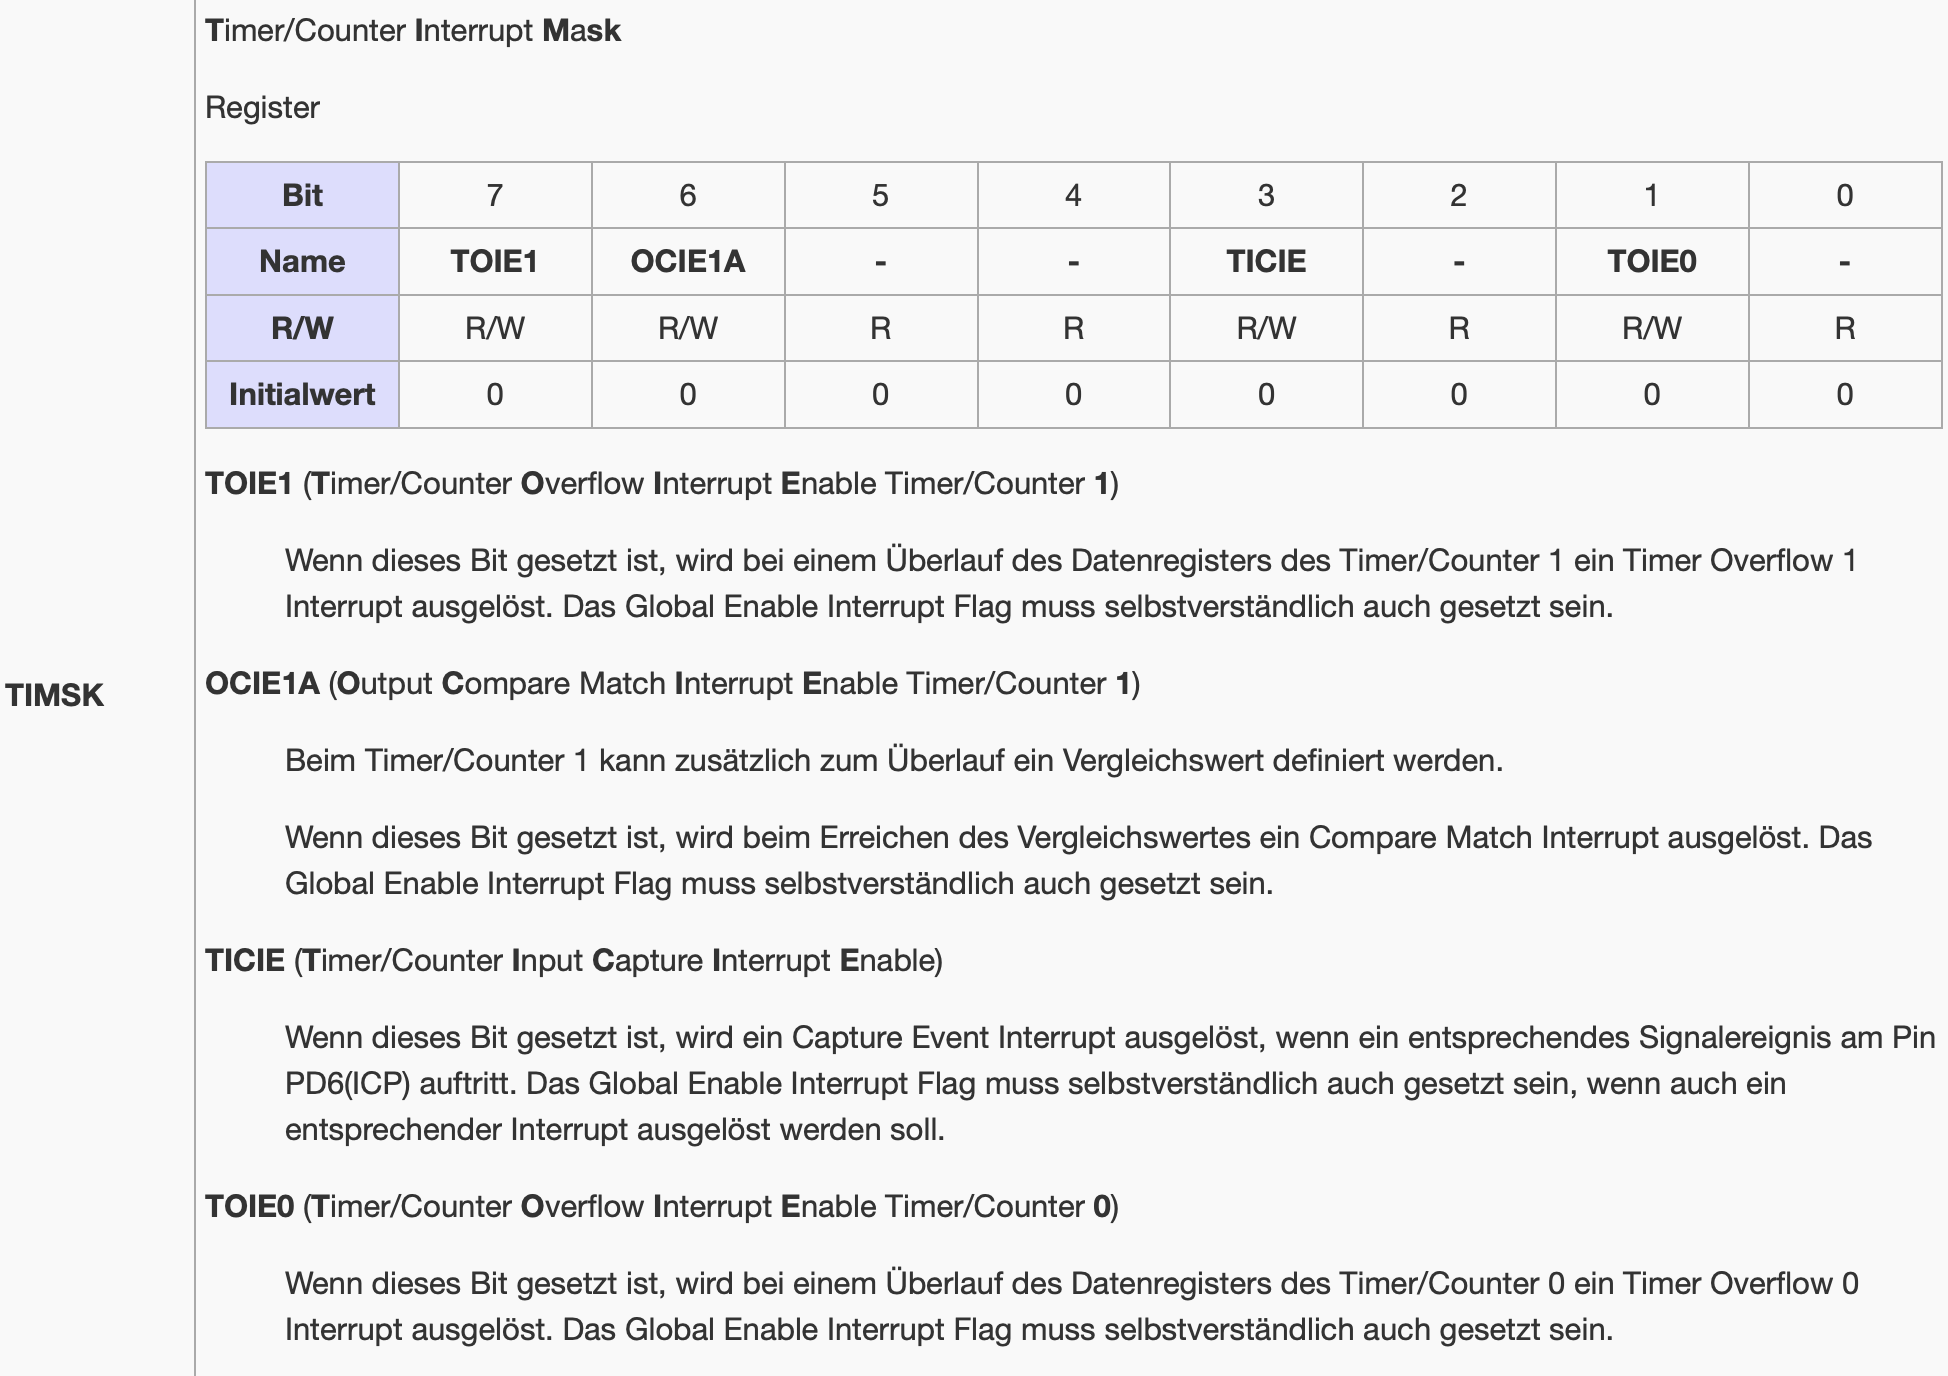 Timer/Counter Interrupt Mask
Register
Bit 7 6 5 4 3 2 1 0
Name TOIE1 OCIE1A - - TICIE - TOIE0 -
R/W R/W R/W R R R/W R R/W R
Initialwert 0 0 0 0 0 0 0 0
TOIE1 (Timer/Counter Overflow Interrupt Enable Timer/Counter 1)
Wenn dieses Bit gesetzt ist, wird bei einem Überlauf des Datenregisters des Timer/Counter 1 ein Timer Overflow 1
Interrupt ausgelöst. Das Global Enable Interrupt Flag muss selbstverständlich auch gesetzt sein.
TIMSK
OCIE1A (Output Compare Match Interrupt Enable Timer/Counter 1)
Beim Timer/Counter 1 kann zusätzlich zum Überlauf ein Vergleichswert definiert werden.
Wenn dieses Bit gesetzt ist, wird beim Erreichen des Vergleichswertes ein Compare Match Interrupt ausgelöst. Das
Global Enable Interrupt Flag muss selbstverständlich auch gesetzt sein.
TICIE (Timer/Counter Input Capture Interrupt Enable)
Wenn dieses Bit gesetzt ist, wird ein Capture Event Interrupt ausgelöst, wenn ein entsprechendes Signalereignis am Pin
PD6(ICP) auftritt. Das Global Enable Interrupt Flag muss selbstverständlich auch gesetzt sein, wenn auch ein
entsprechender Interrupt ausgelöst werden soll.
TOIE0 (Timer/Counter Overflow Interrupt Enable Timer/Counter 0)
Wenn dieses Bit gesetzt ist, wird bei einem Überlauf des Datenregisters des Timer/Counter 0 ein Timer Overflow 0
Interrupt ausgelöst. Das Global Enable Interrupt Flag muss selbstverständlich auch gesetzt sein.